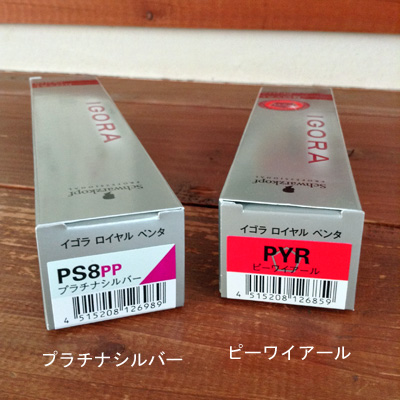 IGORA
Schwarzkopf
PROFESSIONAL
イゴラ ロイヤル ペンタ
PS8PP
プラチナシルバー
4 515208 126989
プラチナシルバー
IGORA
Schwarzkopf
PROFESSIONAL
イゴラ ロイヤル ペンタ
PYR
ピーワイアール
4 515208 126859
ピーワイアール